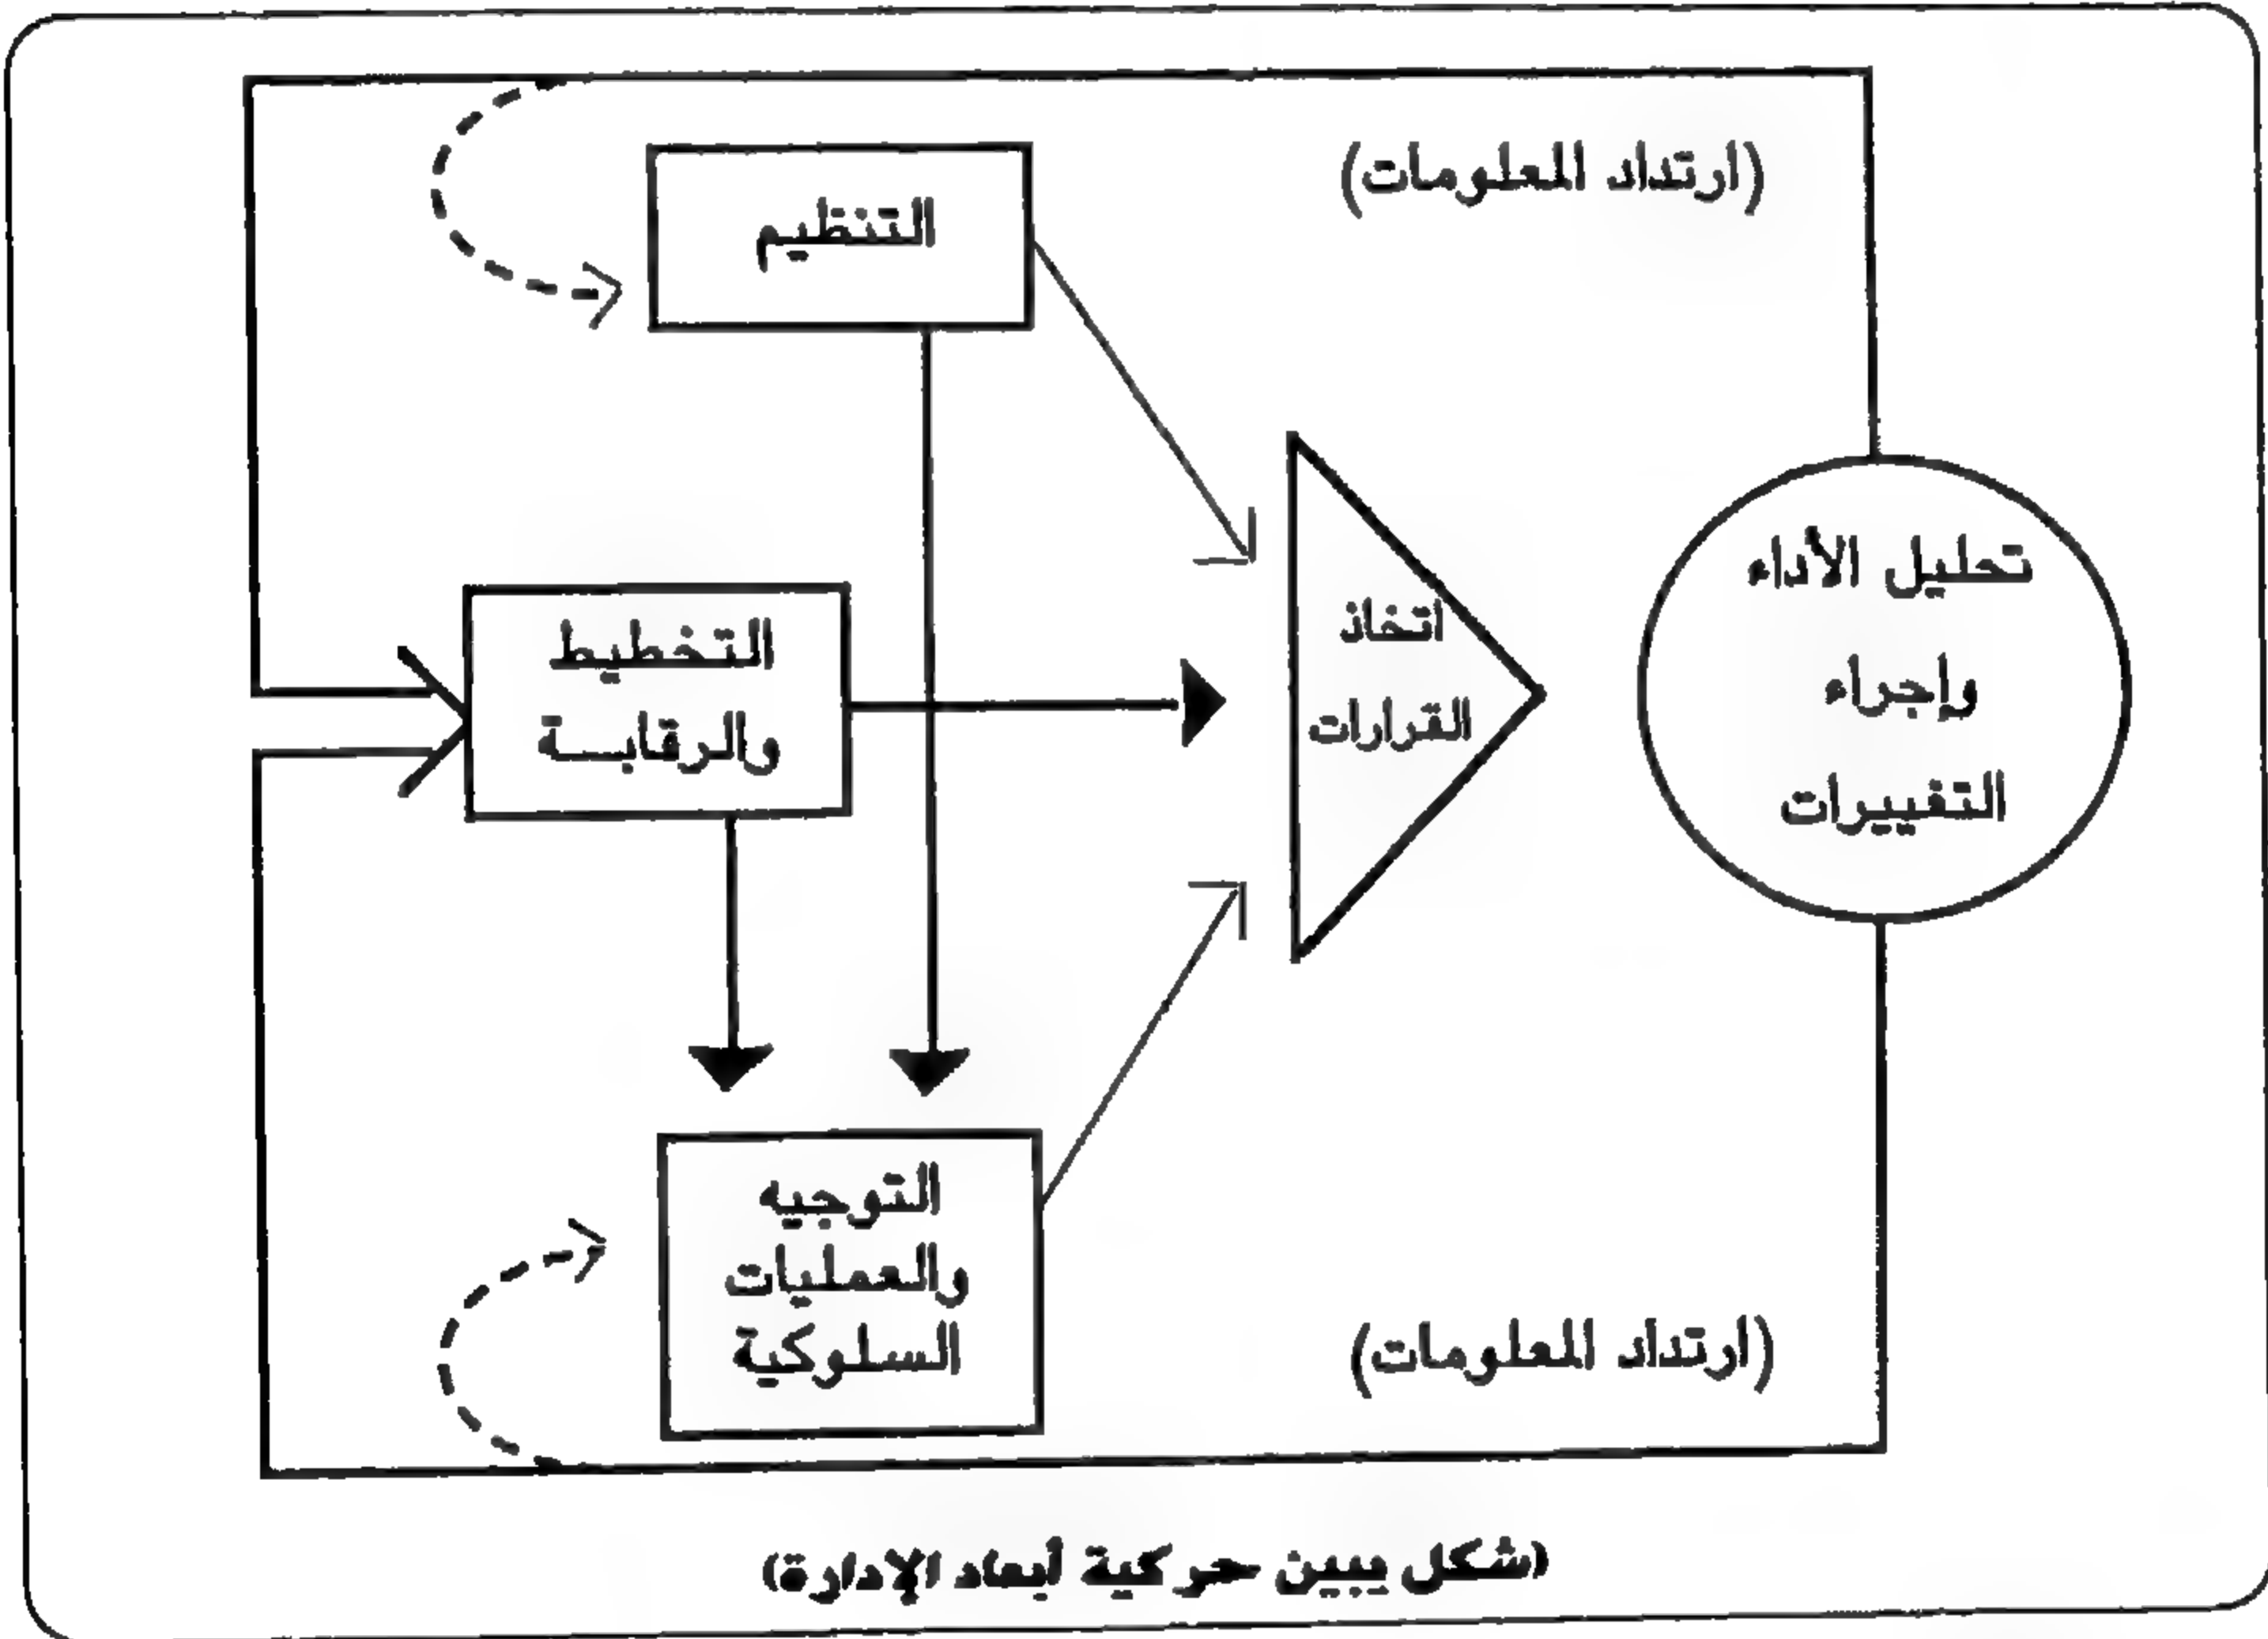 (ارتداد المعلومات)
التنظيم
تحليل الأداء
وإجراء
التغييرات
اتخاذ
القرارات
التخطيط
والرقابـــة
التوجيه
والعمليات
السلوكية
(ارتداد المعلومات)
(شكل يبين حركية أبعاد الإدارة)